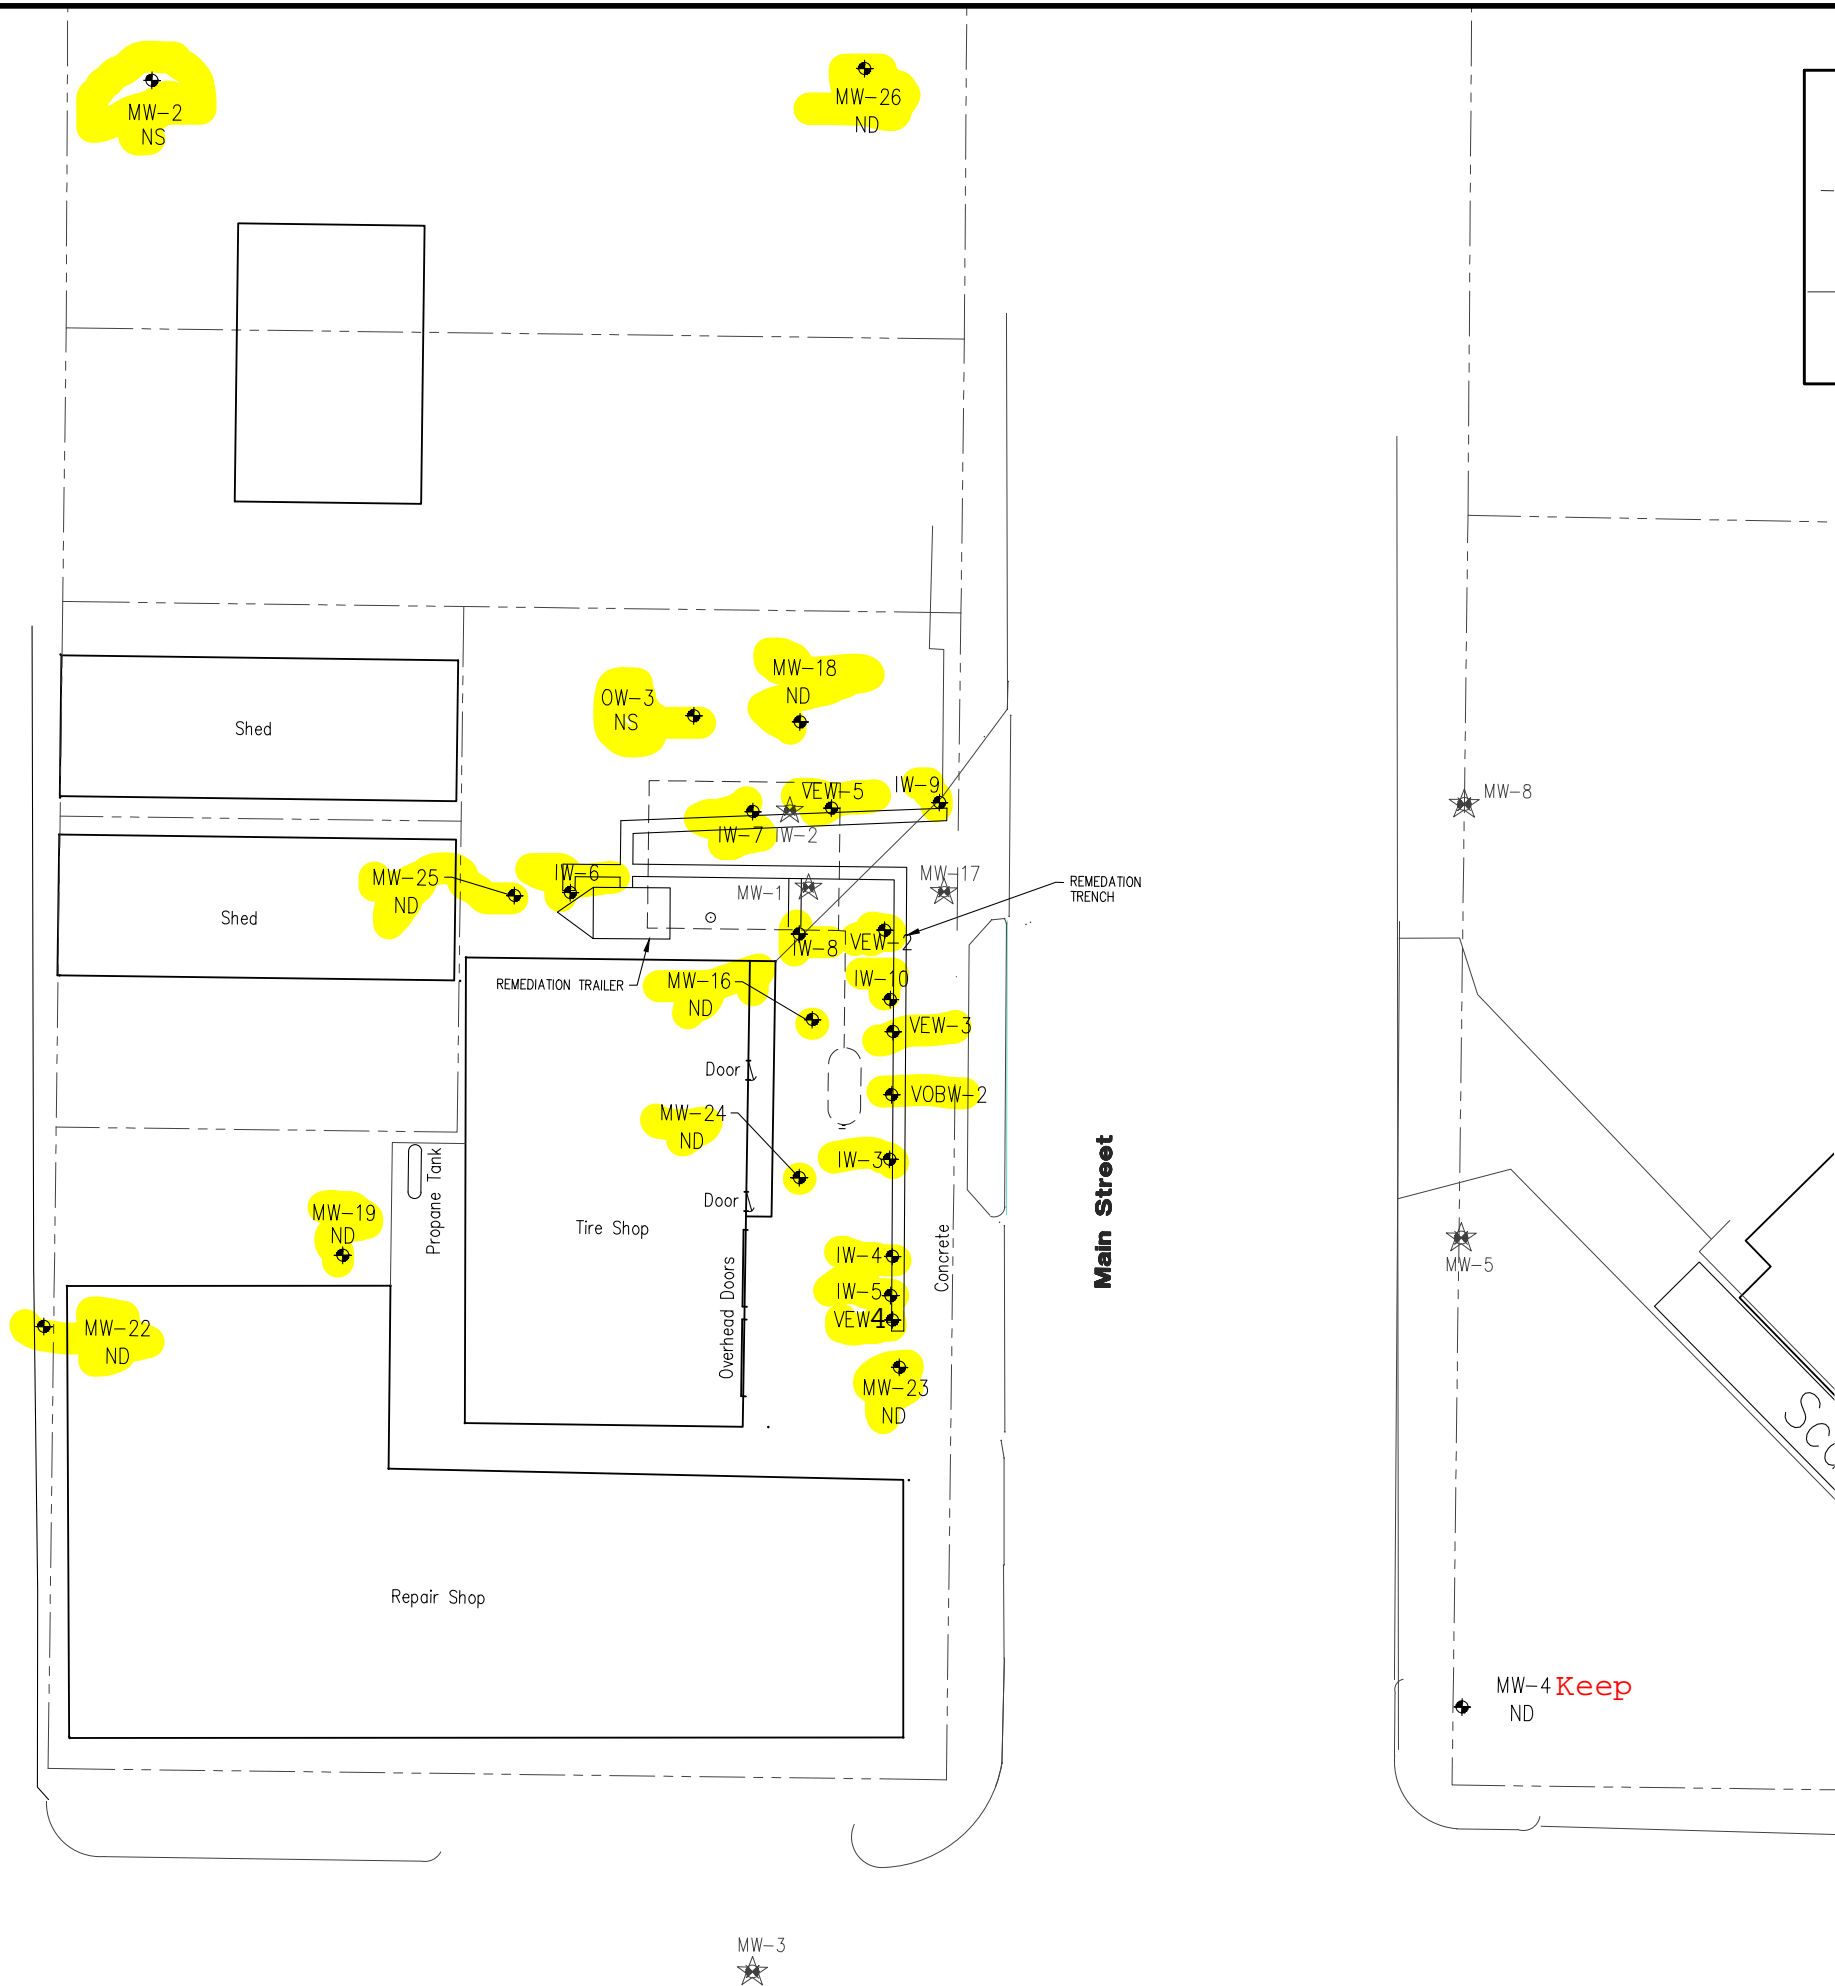 MW-2
NS
MW-26
ND
MW-18
ND
OW-3
NS
Shed
VEW-5
IW-9
IW-7
IW-2
MW-8
MW-25
ND
IW-6
MW-1
MW-17
REMEDATION
TRENCH
Shed
IW-8
VEW-2
REMEDIATION TRAILER
MW-16
ND
IW-10
VEW-3
Door
VOBW-2
MW-24
ND
IW-3
Main Street
Propane Tank
MW-19
ND
Door
Tire Shop
Concrete
IW-4
MW-5
Overhead Doors
IW-5
VEW4
MW-22
ND
MW-23
ND
Repair Shop
MW-4 Keep
ND
MW-3